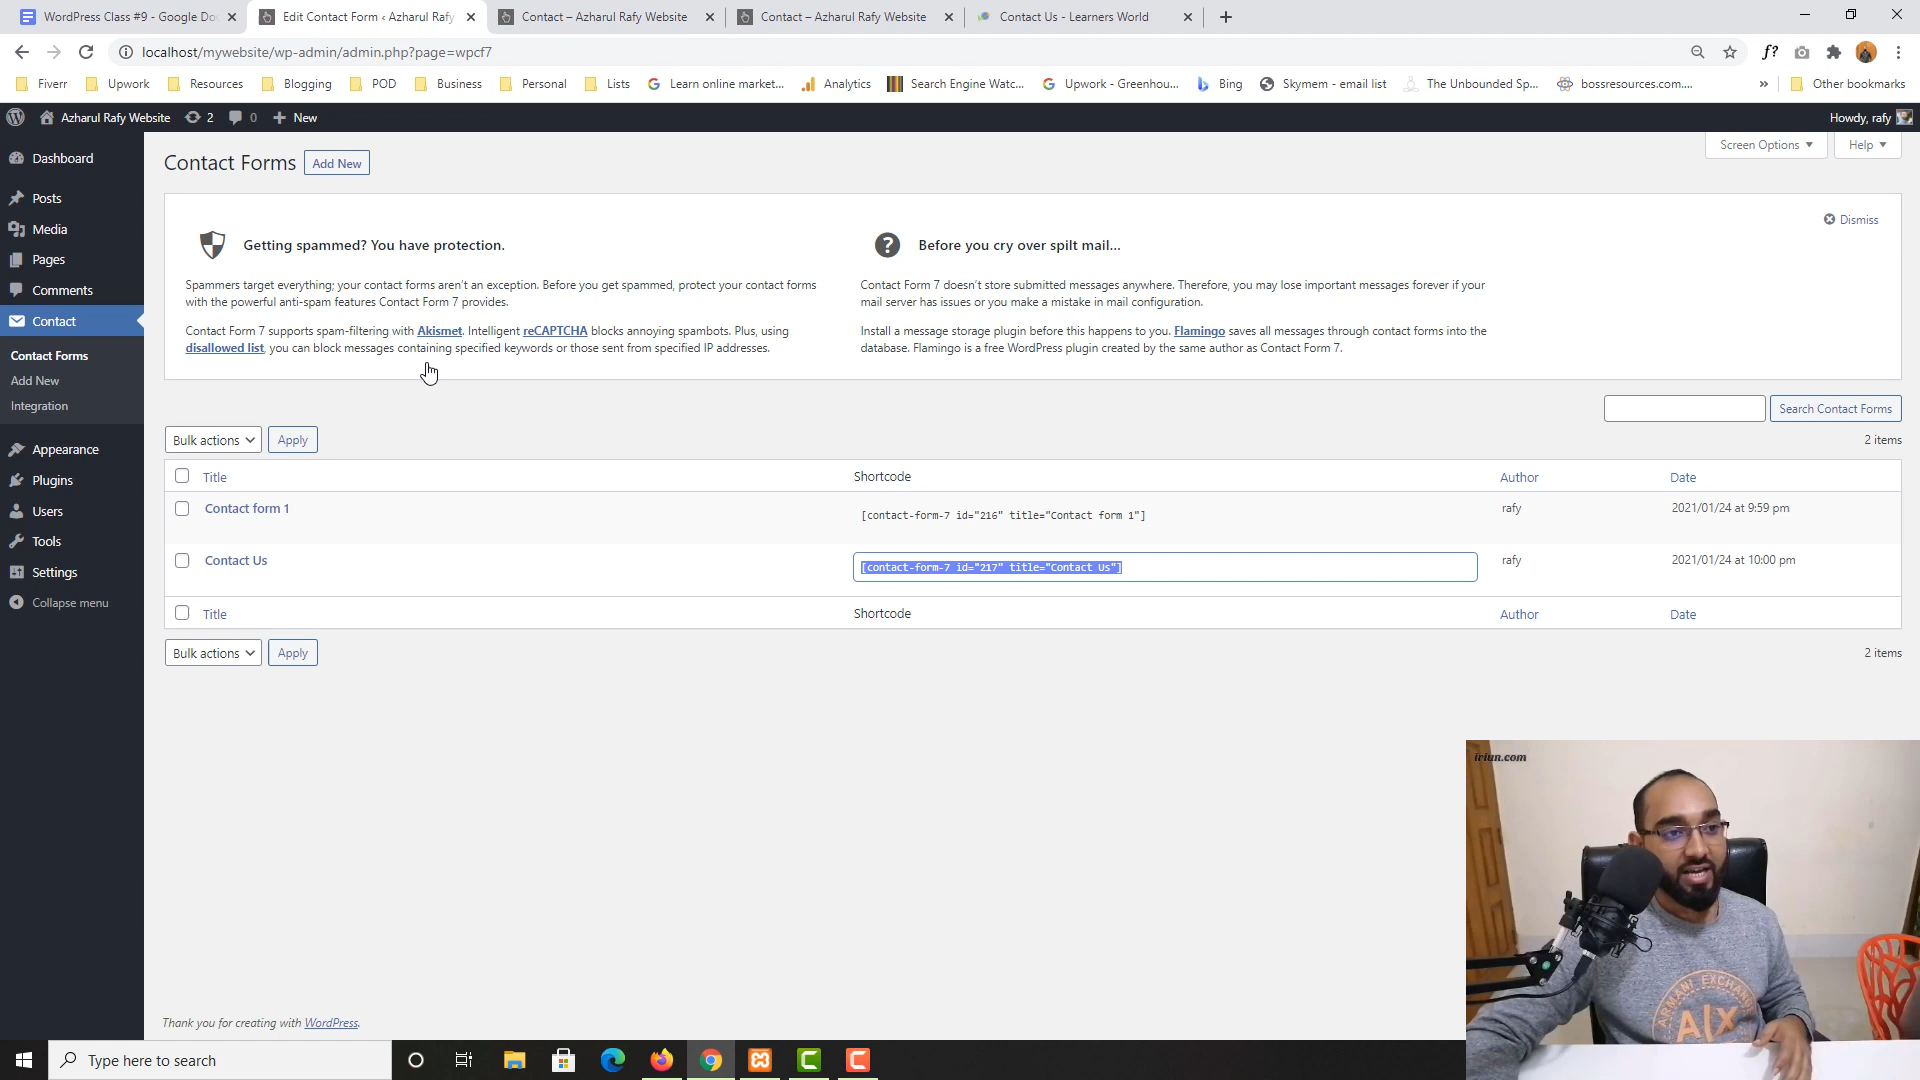 WordPress Class #9 - Google Do
Edit Contact Form ‹ Azharul Rafy
Contact – Azharul Rafy Website
Contact – Azharul Rafy Website
Contact Us - Learners World
localhost/mywebsite/wp-admin/admin.php?page=wpcf7
f?
Fiverr
Upwork
Resources
Blogging
POD
Business
Personal
Lists
Learn online market...
Analytics
Search Engine Watc...
Upwork - Greenhou...
Bing
Skymem - email list
The Unbounded Sp...
bossresources.com....
»
Other bookmarks
Azharul Rafy Website
2
0
New
Howdy, rafy
Dashboard
Posts
Media
Pages
Comments
Contact
Contact Forms
Add New
Integration
Appearance
Plugins
Users
Tools
Settings
Collapse menu
Screen Options
Help
Contact Forms
Add New
Dismiss
Getting spammed? You have protection.
Spammers target everything; your contact forms aren't an exception. Before you get spammed, protect your contact forms
with the powerful anti-spam features Contact Form 7 provides.
Contact Form 7 supports spam-filtering with Akismet. Intelligent reCAPTCHA blocks annoying spambots. Plus, using
disallowed list, you can block messages containing specified keywords or those sent from specified IP addresses.
Before you cry over spilt mail...
Contact Form 7 doesn't store submitted messages anywhere. Therefore, you may lose important messages forever if your
mail server has issues or you make a mistake in mail configuration.
Install a message storage plugin before this happens to you. Flamingo saves all messages through contact forms into the
database. Flamingo is a free WordPress plugin created by the same author as Contact Form 7.
Search Contact Forms
Bulk actions
Apply
2 items
Title
Shortcode
Author
Date
Contact form 1
[contact-form-7 id="216" title="Contact form 1"]
rafy
2021/01/24 at 9:59 pm
Contact Us
[contact-form-7 id="217" title="Contact Us"]
rafy
2021/01/24 at 10:00 pm
Title
Shortcode
Author
Date
Bulk actions
Apply
2 items
Thank you for creating with WordPress.
iriun.com
ARMANI EXCHANGE
A|X
Type here to search